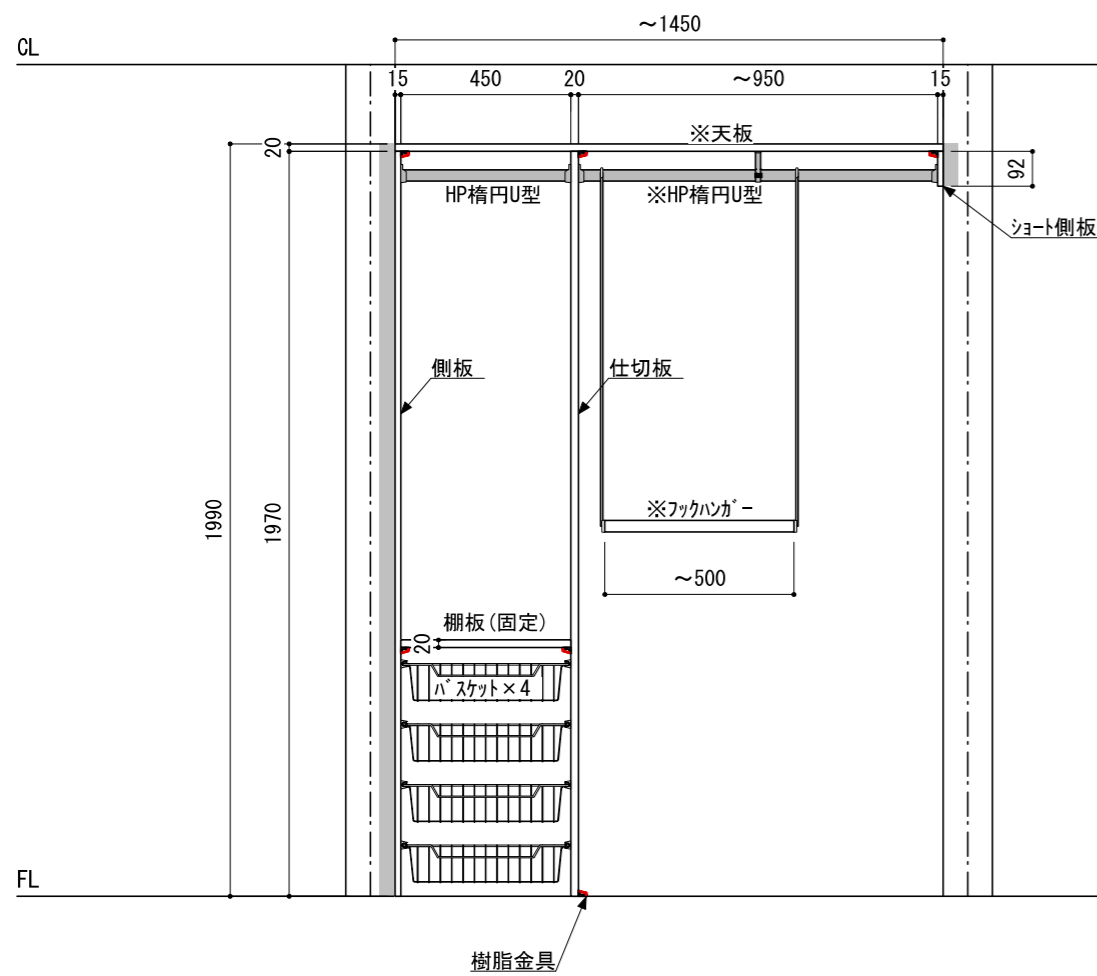 ～1450
CL
15
450
20
～950
15
※天板
20
92
HP楕円U型
※HP楕円U型
ショート側板
側板
仕切板
1990
1970
※フックハンガー
～500
棚板(固定)
20
バスケット×4
FL
樹脂金具